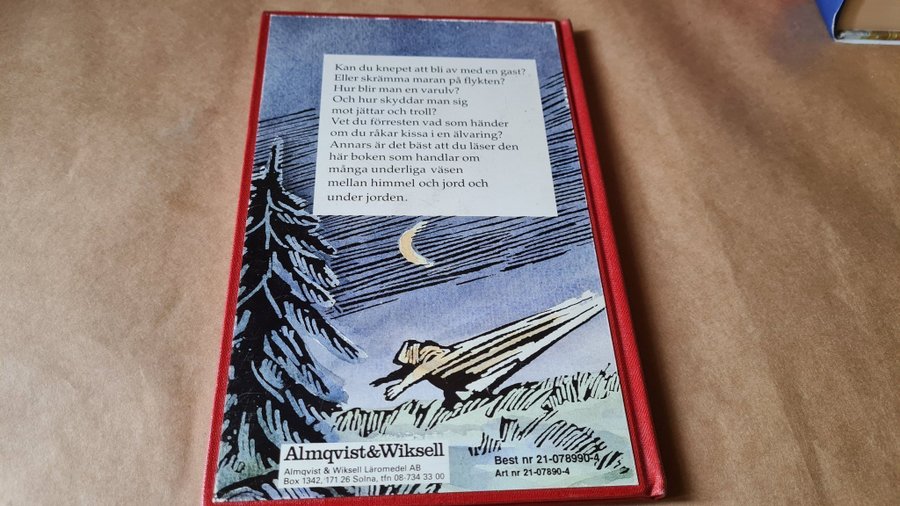 Kan du knepet att bli av med en gast?
Eller skrämma maran på flykten?
Hur blir man en varulv?
Och hur skyddar man sig
mot jättar och troll?
Vet du förresten vad som händer
om du råkar kissa i en älvaring?
Annars är det bäst att du läser den
här boken som handlar om
många underliga väsen
mellan himmel och jord och
under jorden.
Almqvist&Wiksell
Almqvist & Wiksell Läromedel AB
Box 1342, 171 26 Solna, tfn 08-734 33 00
Best nr 21-078990-4
Art nr 21-07890-4